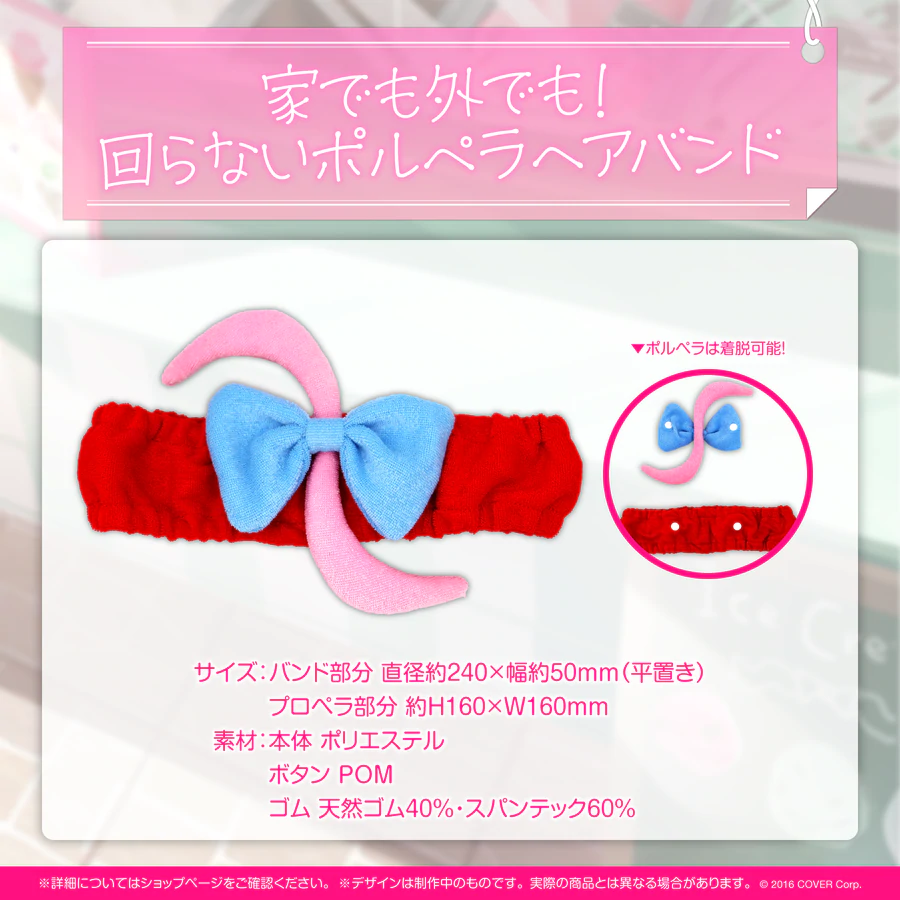 家でも外でも!
回らないポルペラヘアバンド
▼ポルペラは着脱可能!
サイズ:バンド部分 直径約240×幅約50mm(平置き)
プロペラ部分 約H160×W160mm
素材:本体 ポリエステル
ボタン POM
ゴム 天然ゴム40%・スパンテック60%
Ice Cre
※詳細についてはショップページをご確認ください。 ※デザインは制作中のものです。実際の商品とは異なる場合があります。 © 2016 COVER Corp.